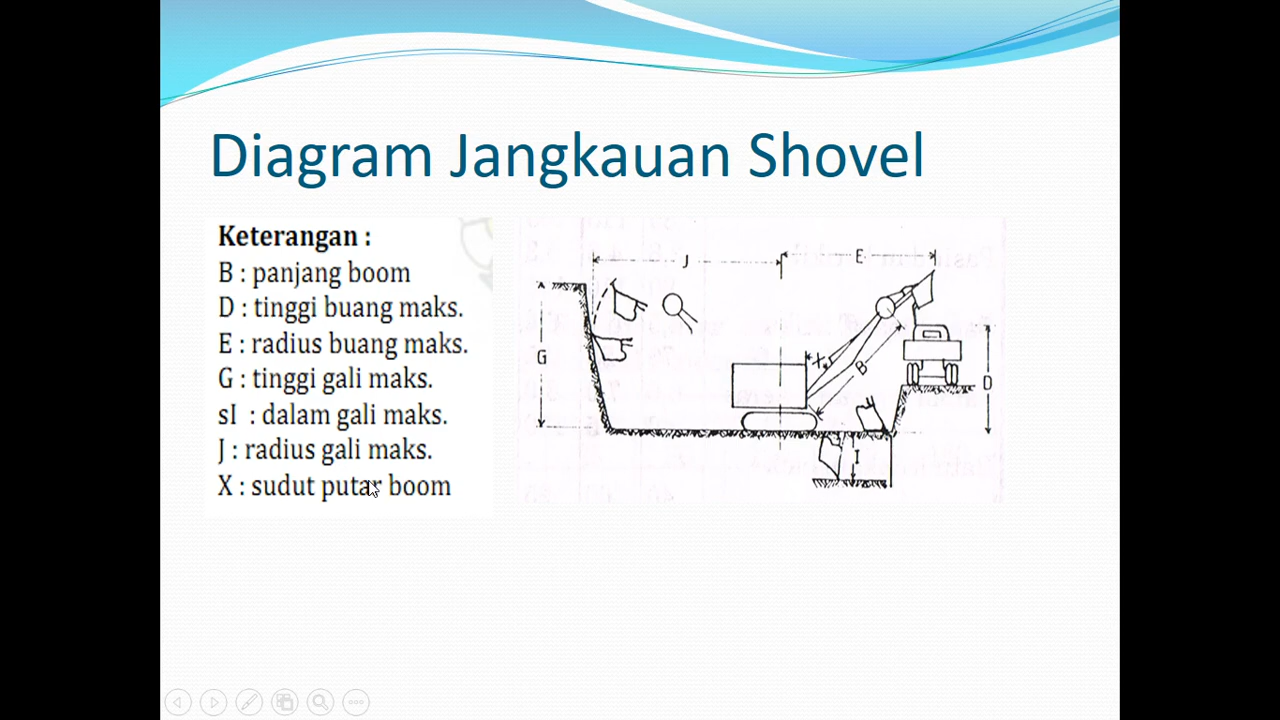 Diagram Jangkauan Shovel
Keterangan :
B : panjang boom
D : tinggi buang maks.
E : radius buang maks.
G : tinggi gali maks.
sI : dalam gali maks.
J : radius gali maks.
X : sudut putar boom
J
E
G
X
B
D
I